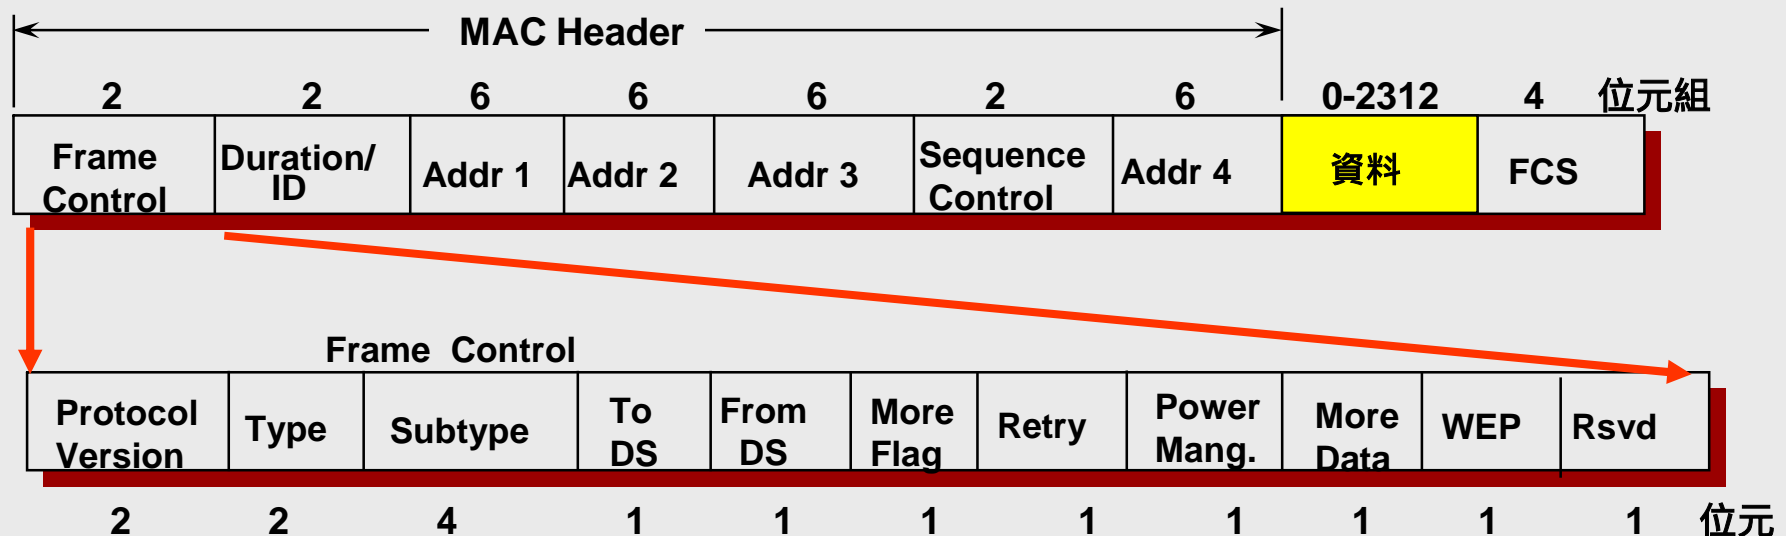 MAC Header
2 2 6 6 6 2 6 0-2312 4 位元組
Frame Control
Duration/ ID
Addr 1
Addr 2
Addr 3
Sequence Control
Addr 4
資料
FCS
Frame Control
Protocol Version
Type
Subtype
To DS
From DS
More Flag
Retry
Power Mang.
More Data
WEP
Rsvd
2 2 4 1 1 1 1 1 1 1 1 位元